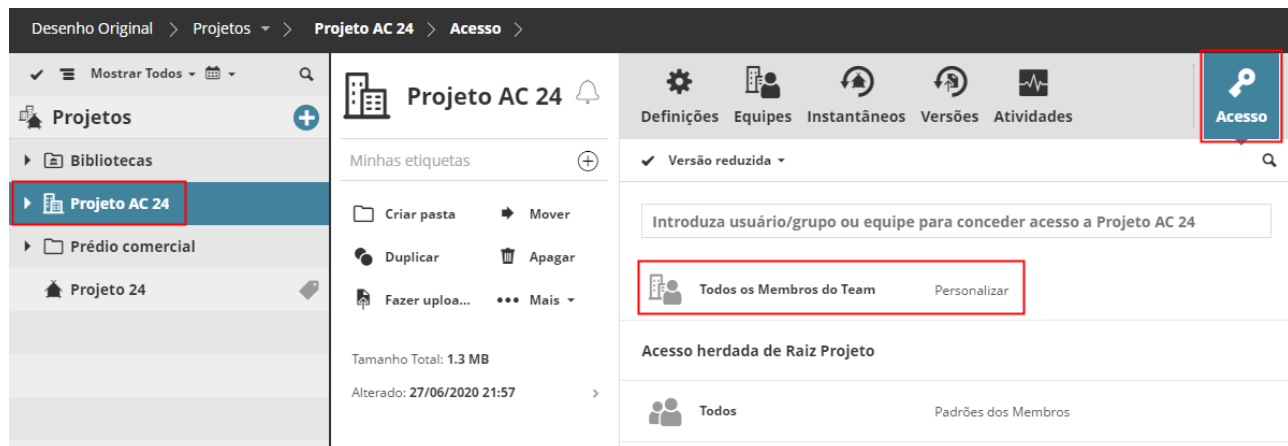 Desenho Original > Projetos > Projeto AC 24 > Acesso >
Mostrar Todos
Projetos
Bibliotecas
Projeto AC 24
Prédio comercial
Projeto 24
Projeto AC 24
Minhas etiquetas
Criar pasta Mover
Duplicar Apagar
Fazer uploa... Mais
Tamanho Total: 1.3 MB
Alterado: 27/06/2020 21:57 >
Definições Equipes Instantâneos Versões Atividades Acesso
Versão reduzida
Introduza usuário/grupo ou equipe para conceder acesso a Projeto AC 24
Todos os Membros do Team Personalizar
Acesso herdada de Raiz Projeto
Todos Padrões dos Membros